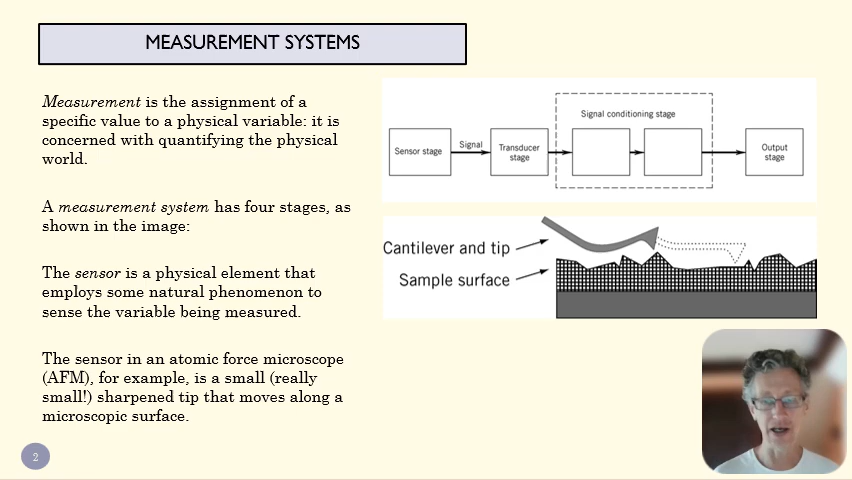 MEASUREMENT SYSTEMS
Measurement is the assignment of a
specific value to a physical variable: it is
concerned with quantifying the physical
world.
A measurement system has four stages, as
shown in the image:
The sensor is a physical element that
employs some natural phenomenon to
sense the variable being measured.
The sensor in an atomic force microscope
(AFM), for example, is a small (really
small!) sharpened tip that moves along a
microscopic surface.
2
Signal conditioning stage
Sensor stage
Signal
Transducer
stage
Output
stage
Cantilever and tip
Sample surface